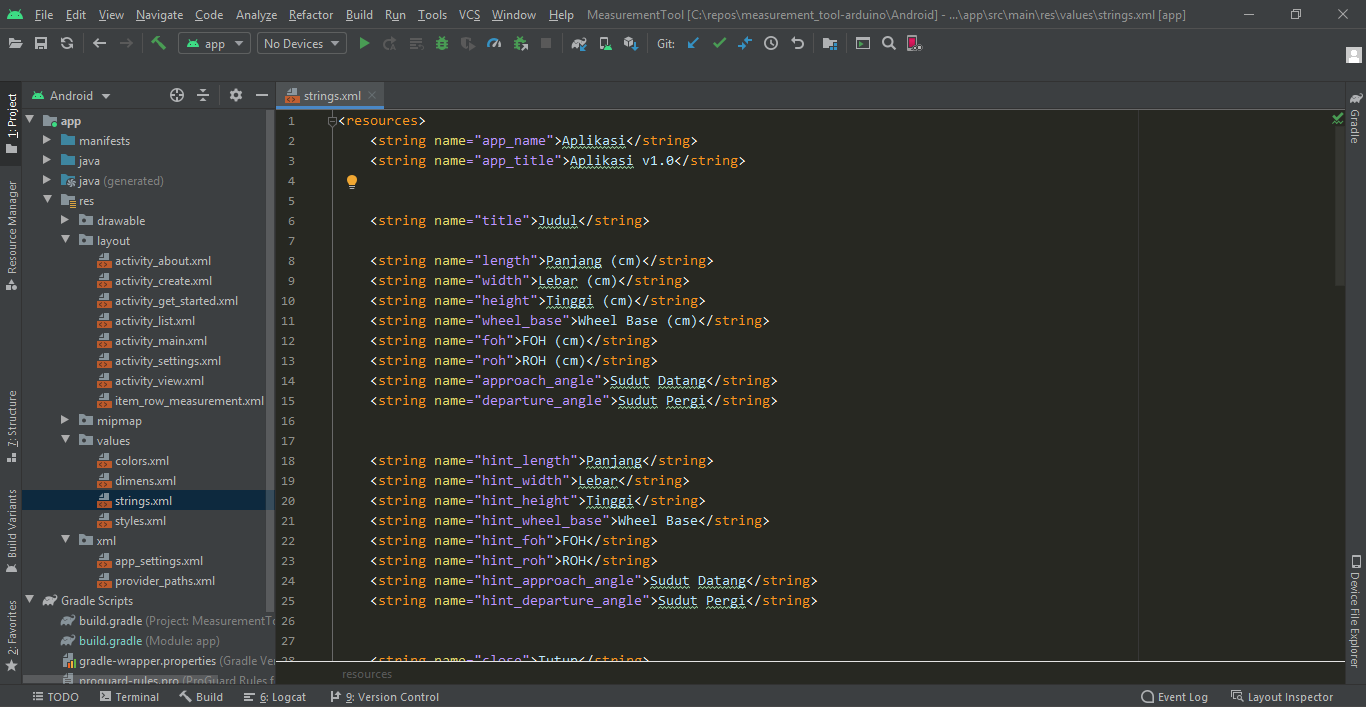 File Edit View Navigate Code Analyze Refactor Build Run Tools VCS Window Help MeasurementTool [C:\repos\measurement_tool-arduino\Android] - ...\app\src\main\res\values\strings.xml [app]
app No Devices Git:
Android
strings.xml
1: Project
Resource Manager
7: Structure
Build Variants
2: Favorites
app
manifests
java
java (generated)
res
drawable
layout
activity_about.xml
activity_create.xml
activity_get_started.xml
activity_list.xml
activity_main.xml
activity_settings.xml
activity_view.xml
item_row_measurement.xml
mipmap
values
colors.xml
dimens.xml
strings.xml
styles.xml
xml
app_settings.xml
provider_paths.xml
Gradle Scripts
build.gradle (Project: MeasurementTo
build.gradle (Module: app)
gradle-wrapper.properties (Gradle Ve
proguard-rules.pro (ProGuard Rules f
1 <resources>
2 <string name="app_name">Aplikasi</string>
3 <string name="app_title">Aplikasi v1.0</string>
4
5
6 <string name="title">Judul</string>
7
8 <string name="length">Panjang (cm)</string>
9 <string name="width">Lebar (cm)</string>
10 <string name="height">Tinggi (cm)</string>
11 <string name="wheel_base">Wheel Base (cm)</string>
12 <string name="foh">FOH (cm)</string>
13 <string name="roh">ROH (cm)</string>
14 <string name="approach_angle">Sudut Datang</string>
15 <string name="departure_angle">Sudut Pergi</string>
16
17
18 <string name="hint_length">Panjang</string>
19 <string name="hint_width">Lebar</string>
20 <string name="hint_height">Tinggi</string>
21 <string name="hint_wheel_base">Wheel Base</string>
22 <string name="hint_foh">FOH</string>
23 <string name="hint_roh">ROH</string>
24 <string name="hint_approach_angle">Sudut Datang</string>
25 <string name="hint_departure_angle">Sudut Pergi</string>
26
27
28 <string name="close">Tutup</string>
resources
Gradle
Device File Explorer
TODO Terminal Build 6: Logcat 9: Version Control Event Log Layout Inspector